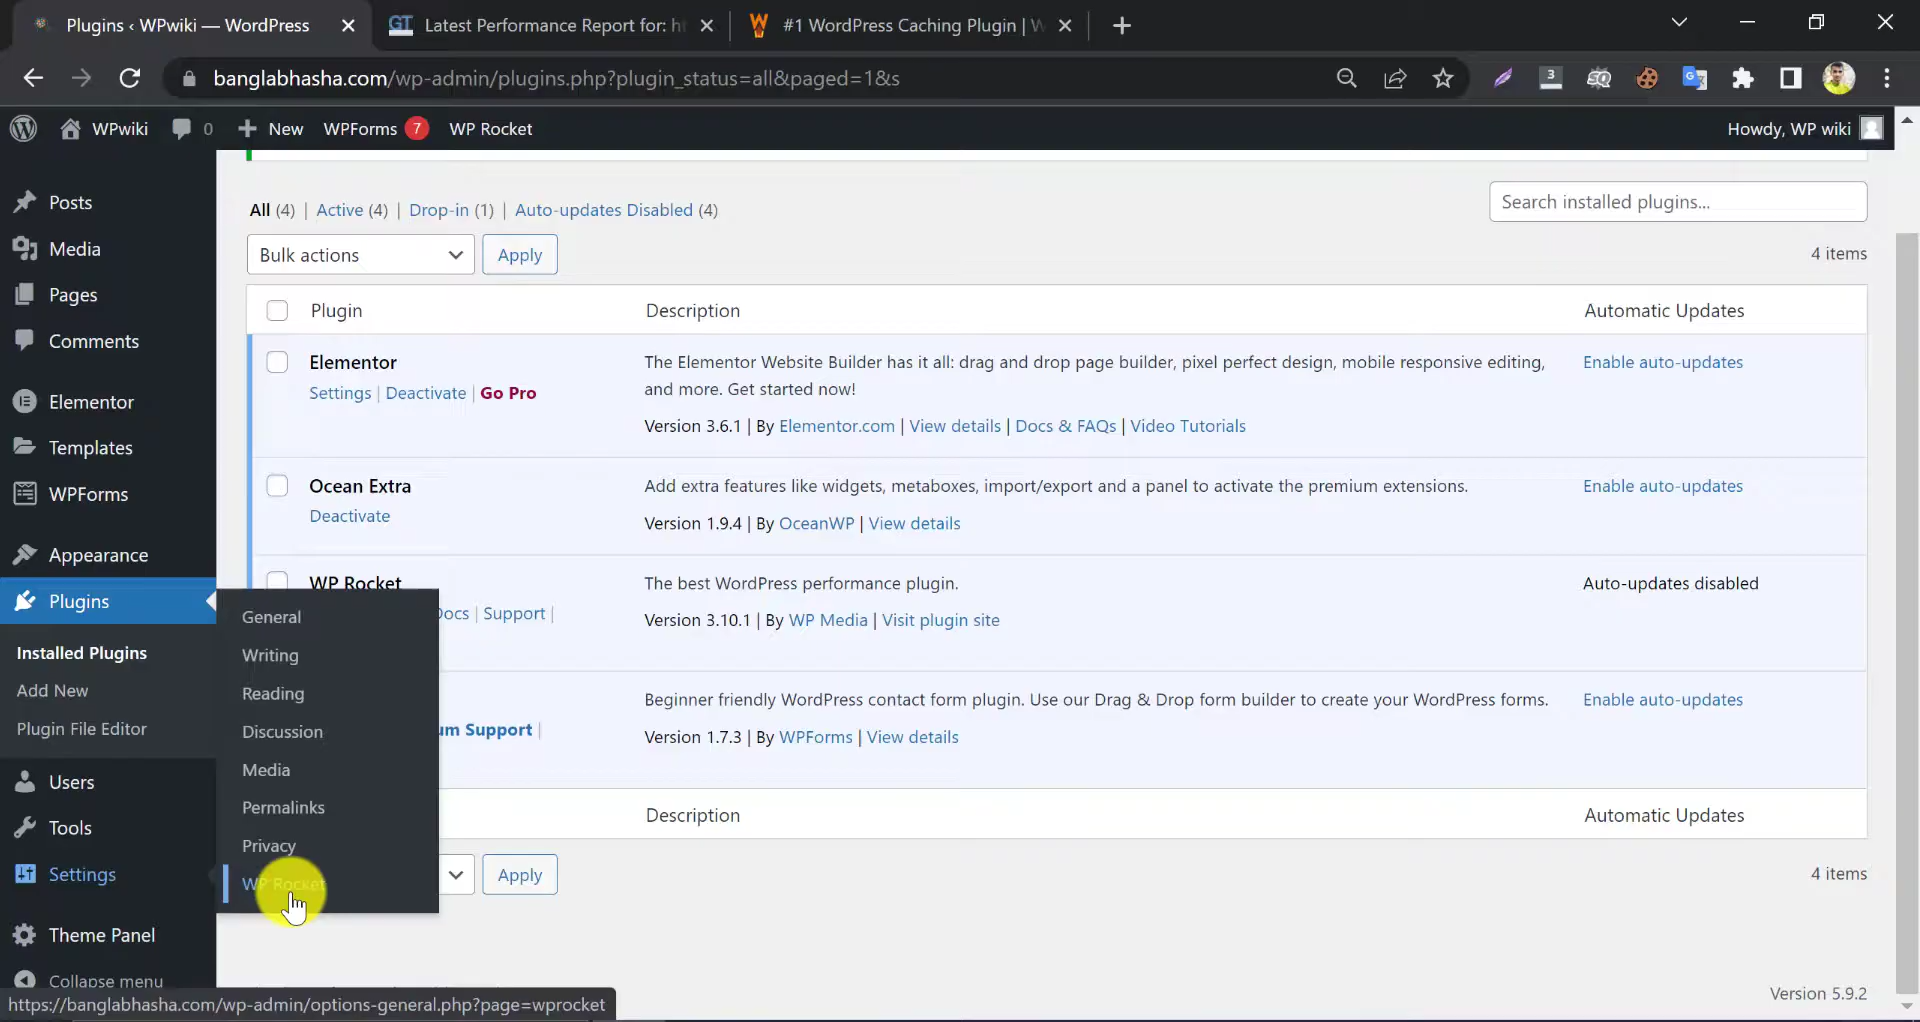 Plugins ‹ WPwiki — WordPress
GT Latest Performance Report for: h
#1 WordPress Caching Plugin | W
banglabhasha.com/wp-admin/plugins.php?plugin_status=all&paged=1&s
3
WPwiki 0 New WPForms 7 WP Rocket Howdy, WP wiki
Posts
Media
Pages
Comments
Elementor
Templates
WPForms
Appearance
Plugins
Installed Plugins
Add New
Plugin File Editor
Users
Tools
Settings
Theme Panel
Collapse menu
General
Writing
Reading
Discussion
Media
Permalinks
Privacy
WP Rocket
All (4) | Active (4) | Drop-in (1) | Auto-updates Disabled (4)
Search installed plugins...
Bulk actions Apply 4 items
Plugin Description Automatic Updates
Elementor
Settings | Deactivate | Go Pro
The Elementor Website Builder has it all: drag and drop page builder, pixel perfect design, mobile responsive editing,
and more. Get started now!
Version 3.6.1 | By Elementor.com | View details | Docs & FAQs | Video Tutorials
Enable auto-updates
Ocean Extra
Deactivate
Add extra features like widgets, metaboxes, import/export and a panel to activate the premium extensions.
Version 1.9.4 | By OceanWP | View details
Enable auto-updates
WP Rocket
Docs | Support |
The best WordPress performance plugin.
Version 3.10.1 | By WP Media | Visit plugin site
Auto-updates disabled
um Support |
Beginner friendly WordPress contact form plugin. Use our Drag & Drop form builder to create your WordPress forms.
Version 1.7.3 | By WPForms | View details
Enable auto-updates
Description Automatic Updates
Apply 4 items
Version 5.9.2
https://banglabhasha.com/wp-admin/options-general.php?page=wprocket